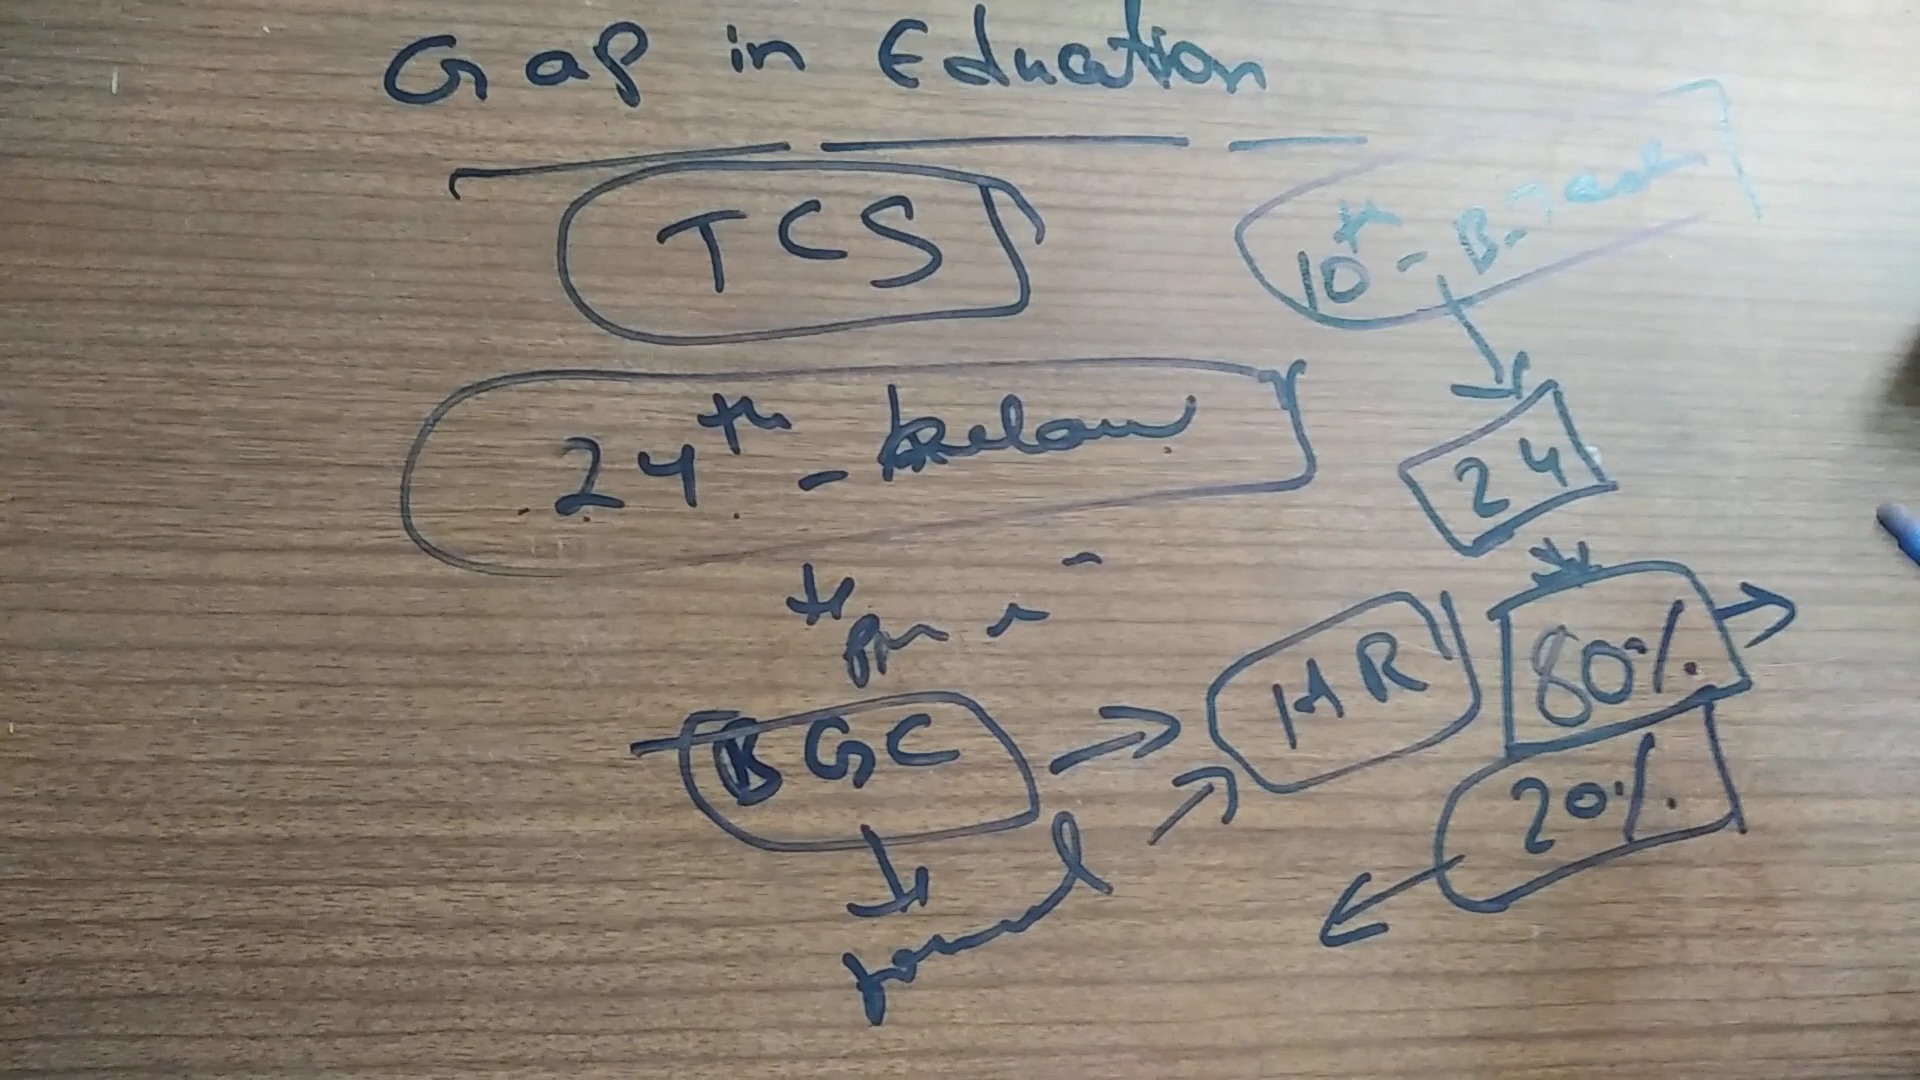 Gap in Education
TCS
10th - B.Tech
24th - below
24
80%.
HR
BGC
20%.